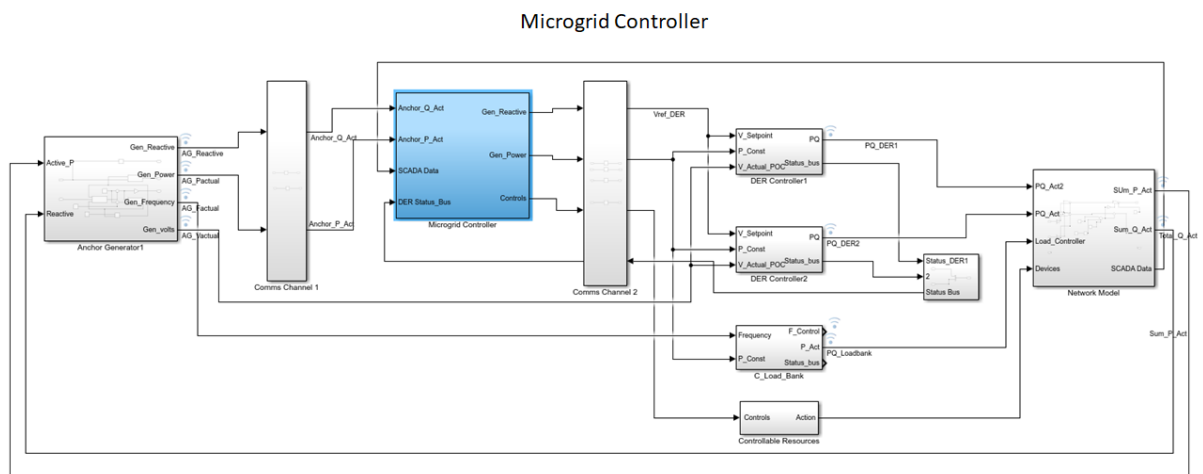 Microgrid Controller
Active_P
Reactive
Gen_Reactive
Gen_Power
Gen_Frequency
Gen_volts
Anchor Generator1
AG_Reactive
AG_Pactual
AG_Factual
AG_Vactual
Comms Channel 1
Anchor_Q_Act
Anchor_P_Act
Anchor_Q_Act
Anchor_P_Act
SCADA Data
DER Status_Bus
Gen_Reactive
Gen_Power
Controls
Microgrid Controller
Comms Channel 2
Vref_DER
V_Setpoint
P_Const
V_Actual_POC
PQ
Status_bus
DER Controller1
PQ_DER1
V_Setpoint
P_Const
V_Actual_POC
PQ
Status_bus
DER Controller2
PQ_DER2
Status_DER1
2
Status Bus
Frequency
P_Const
F_Control
P_Act
Status_bus
C_Load_Bank
PQ_Loadbank
Controls
Action
Controllable Resources
PQ_Act2
PQ_Act
Load_Controller
Devices
SUm_P_Act
Sum_Q_Act
SCADA Data
Network Model
Total_Q_Act
Sum_P_Act